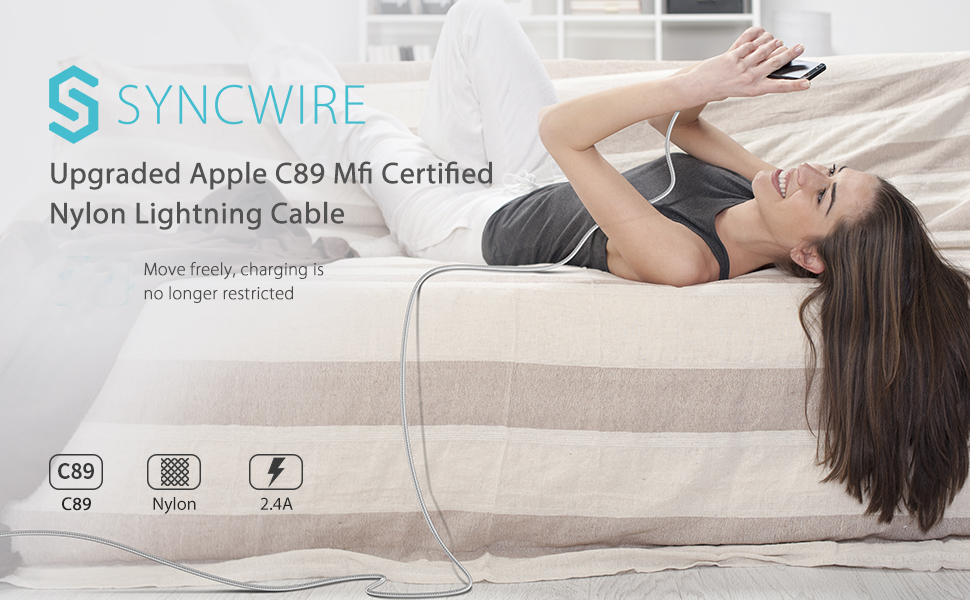 SYNCWIRE
Upgraded Apple C89 Mfi Certified
Nylon Lightning Cable
Move freely, charging is
no longer restricted
C89
C89
Nylon
2.4A